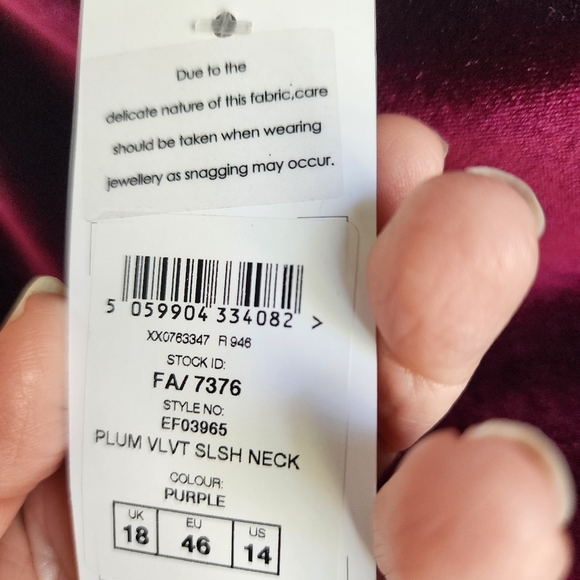 Due to the
delicate nature of this fabric,care
should be taken when wearing
jewellery as snagging may occur.
5 059904 334082 >
XX0763347 R 946
STOCK ID:
FA/ 7376
STYLE NO:
EF03965
PLUM VLVT SLSH NECK
COLOUR:
PURPLE
UK EU US
18 46 14